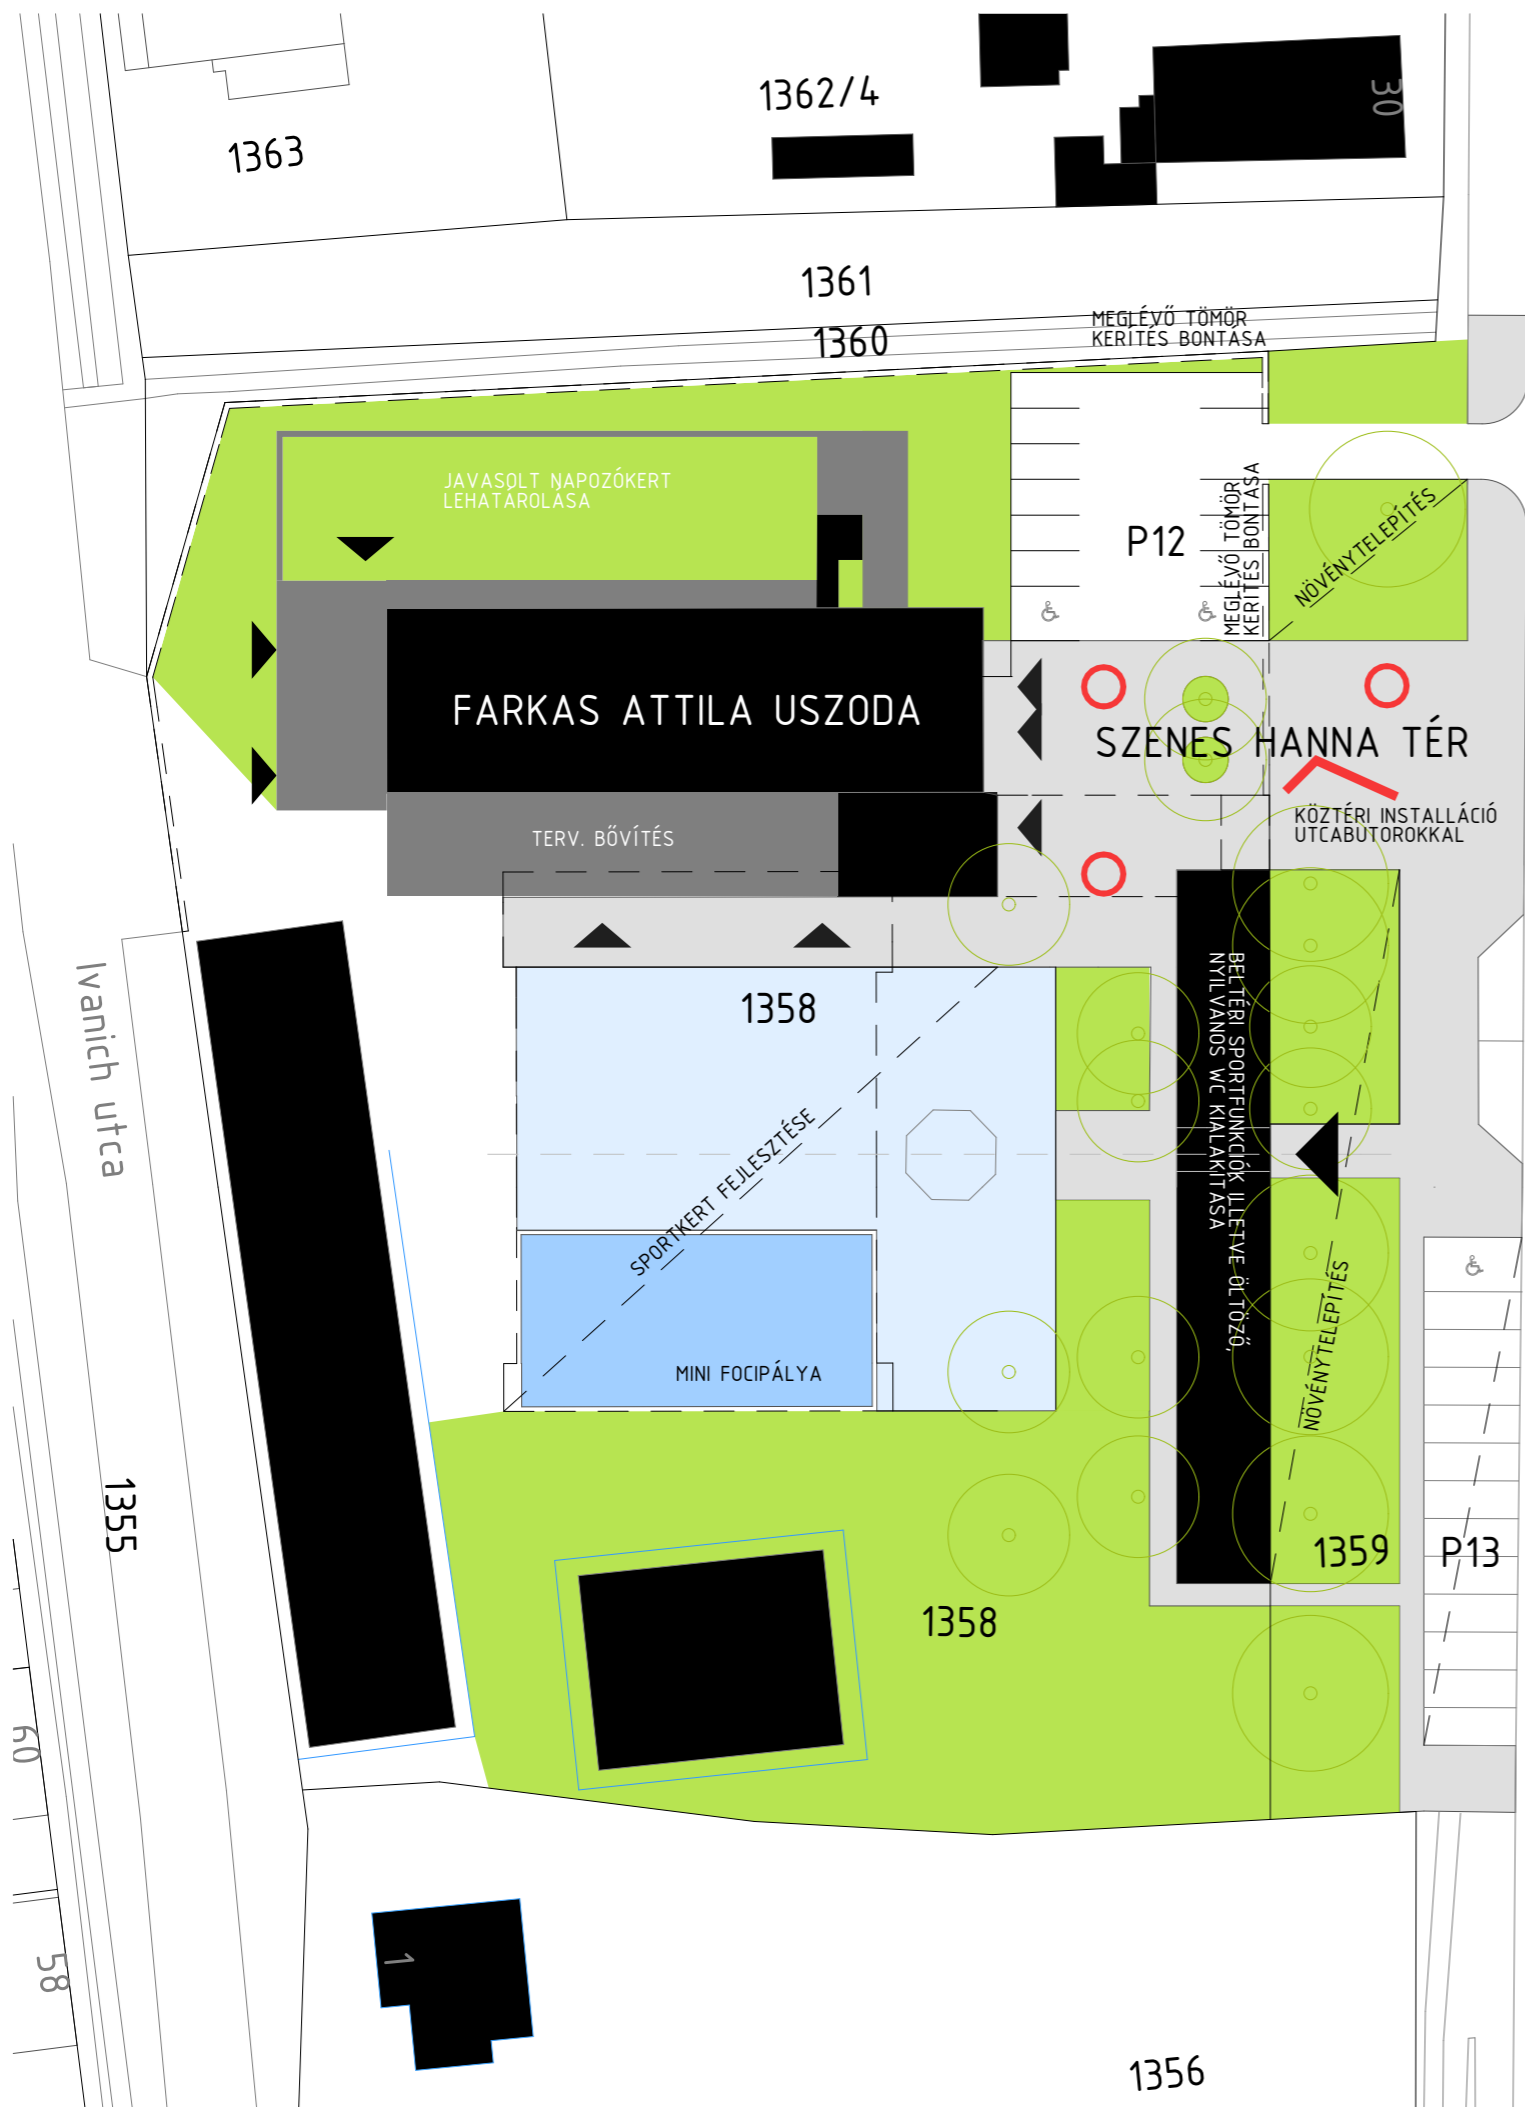 1362/4
30
1363
1361
1360
MEGLÉVŐ TÖMÖR
KERÍTÉS BONTÁSA
JAVASOLT NAPOZÓKERT
LEHATÁROLÁSA
P12
MEGLÉVŐ TÖMÖR
KERÍTÉS BONTÁSA
NÖVÉNYTELEPÍTÉS
FARKAS ATTILA USZODA
SZENES HANNA TÉR
KÖZTÉRI INSTALLÁCIÓ
UTCABÚTOROKKAL
TERV. BŐVÍTÉS
BELTÉRI SPORTFUNKCIÓK ILLETVE ÖLTÖZŐ,
NYILVÁNOS WC KIALAKÍTÁSA
Ivanich utca
1358
SPORTKERT FEJLESZTÉSE
MINI FOCIPÁLYA
NÖVÉNYTELEPÍTÉS
1355
1359
P13
1358
60
58
1
1356